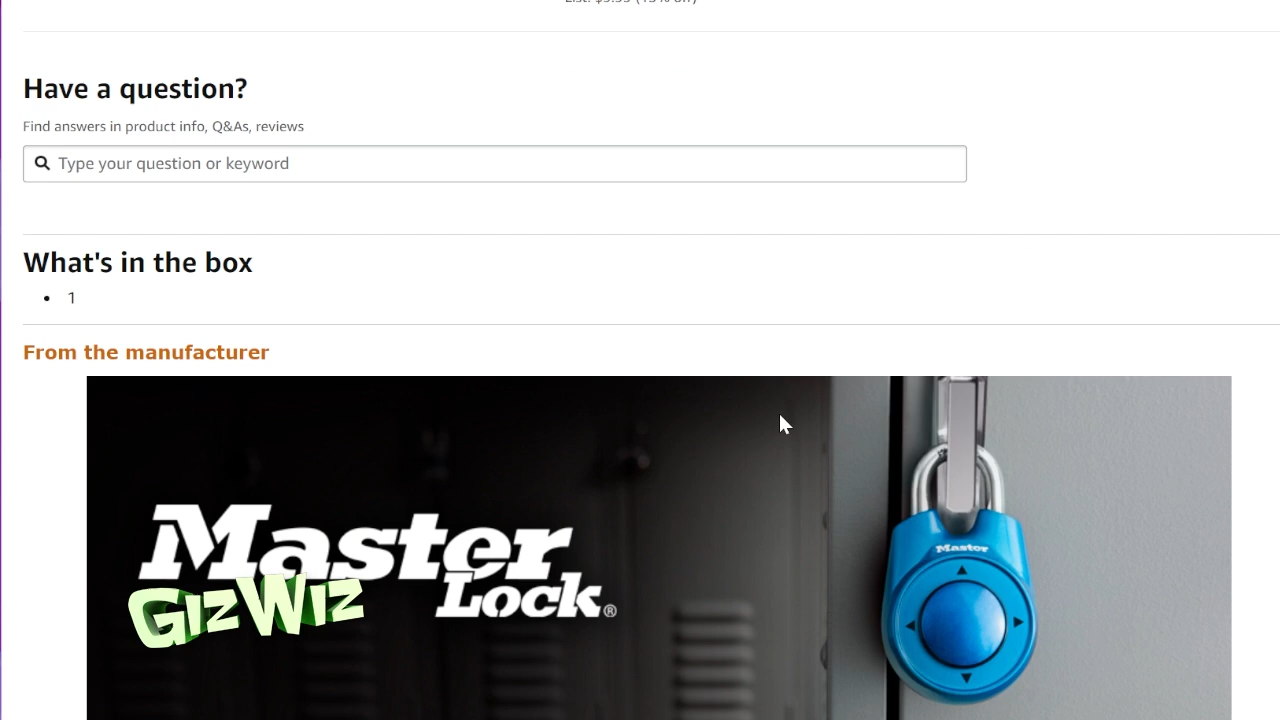 Have a question?
Find answers in product info, Q&As, reviews
Type your question or keyword
What's in the box
• 1
From the manufacturer
Master
Lock®
GizWiz
Master